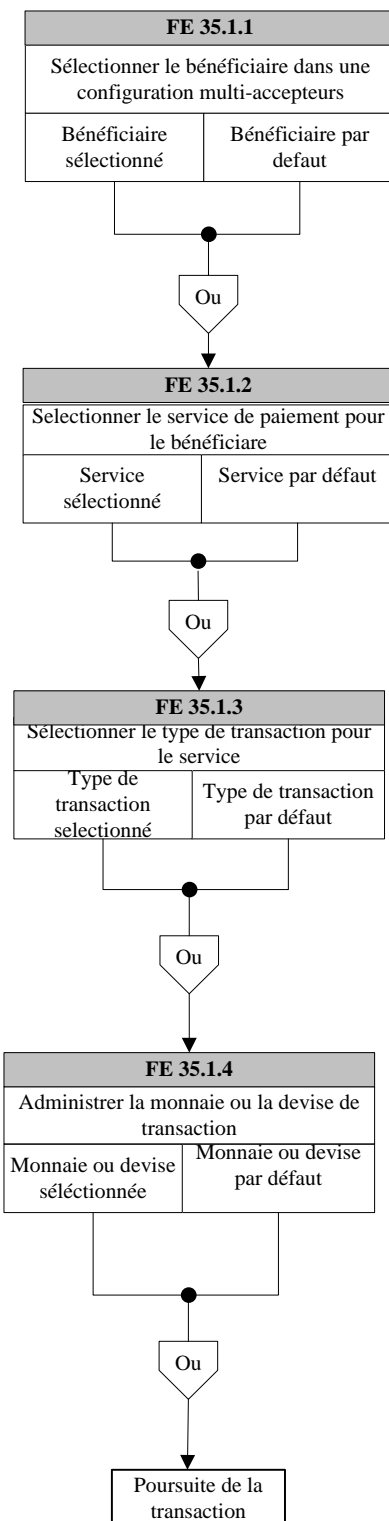 FE 35.1.1
Sélectionner le bénéficiaire dans une
configuration multi-accepteurs
Bénéficiaire
sélectionné
Bénéficiaire par
defaut
Ou
FE 35.1.2
Selectionner le service de paiement pour
le bénéficiare
Service
sélectionné
Service par défaut
Ou
FE 35.1.3
Sélectionner le type de transaction pour
le service
Type de
transaction
selectionné
Type de transaction
par défaut
Ou
FE 35.1.4
Administrer la monnaie ou la devise de
transaction
Monnaie ou devise
séléctionnée
Monnaie ou devise
par défaut
Ou
Poursuite de la
transaction